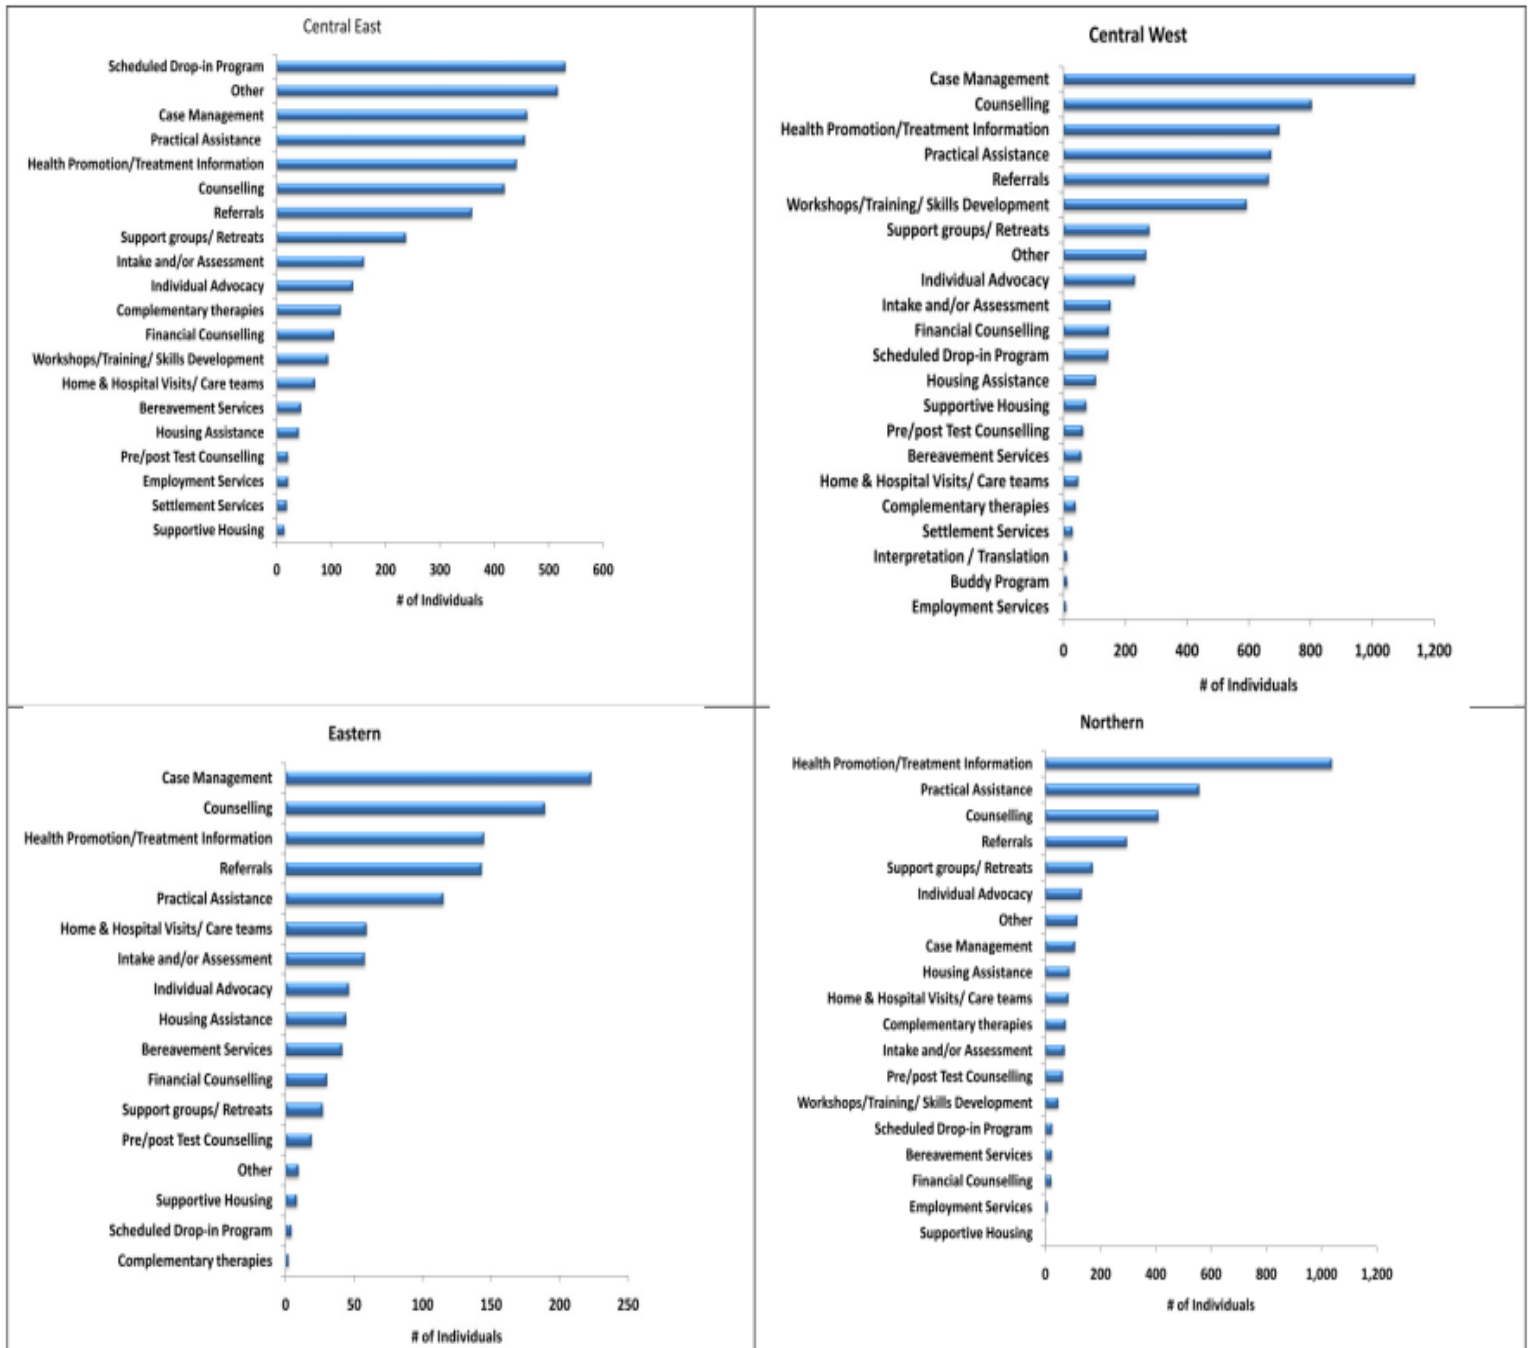 Central East
Scheduled Drop-in Program
Other
Case Management
Practical Assistance
Health Promotion/Treatment Information
Counselling
Referrals
Support groups/ Retreats
Intake and/or Assessment
Individual Advocacy
Complementary therapies
Financial Counselling
Workshops/Training/ Skills Development
Home & Hospital Visits/ Care teams
Bereavement Services
Housing Assistance
Pre/post Test Counselling
Employment Services
Settlement Services
Supportive Housing
0 100 200 300 400 500 600
# of Individuals
Central West
Case Management
Counselling
Health Promotion/Treatment Information
Practical Assistance
Referrals
Workshops/Training/ Skills Development
Support groups/ Retreats
Other
Individual Advocacy
Intake and/or Assessment
Financial Counselling
Scheduled Drop-in Program
Housing Assistance
Supportive Housing
Pre/post Test Counselling
Bereavement Services
Home & Hospital Visits/ Care teams
Complementary therapies
Settlement Services
Interpretation / Translation
Buddy Program
Employment Services
0 200 400 600 800 1,000 1,200
# of Individuals
Eastern
Case Management
Counselling
Health Promotion/Treatment Information
Referrals
Practical Assistance
Home & Hospital Visits/ Care teams
Intake and/or Assessment
Individual Advocacy
Housing Assistance
Bereavement Services
Financial Counselling
Support groups/ Retreats
Pre/post Test Counselling
Other
Supportive Housing
Scheduled Drop-in Program
Complementary therapies
0 50 100 150 200 250
# of Individuals
Northern
Health Promotion/Treatment Information
Practical Assistance
Counselling
Referrals
Support groups/ Retreats
Individual Advocacy
Other
Case Management
Housing Assistance
Home & Hospital Visits/ Care teams
Complementary therapies
Intake and/or Assessment
Pre/post Test Counselling
Workshops/Training/ Skills Development
Scheduled Drop-in Program
Bereavement Services
Financial Counselling
Employment Services
Supportive Housing
0 200 400 600 800 1,000 1,200
# of Individuals